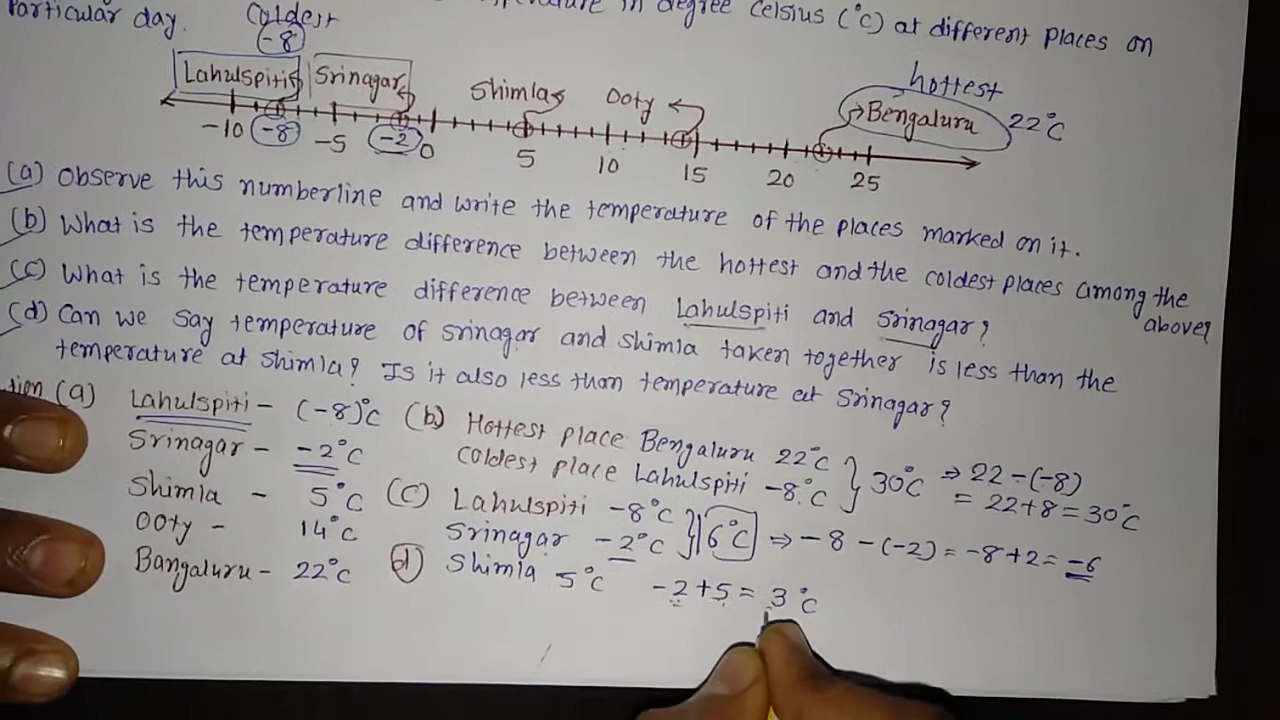 in degree Celsius (°C) at different places on
Particular day.
Coldest
-8
hottest
Lahulspiti Srinagar Shimla Ooty Bengaluru 22°C
-10 -8 -5 -2 0 5 10 15 20 25
(a) Observe this numberline and write the temperature of the places marked on it.
(b) What is the temperature difference between the hottest and the coldest places among the above?
(c) What is the temperature difference between Lahulspiti and Srinagar?
(d) Can we say temperature of srinagar and shimla taken together is less than the
temperature at shimla? Is it also less than temperature at Srinagar?
(a) Lahulspiti - (-8)°C
Srinagar - -2°C
Shimla - 5°C
Ooty - 14°C
Bangaluru - 22°C
(b) Hottest place Bengaluru 22°C
coldest place Lahulspiti -8°C } 30°C ⇒ 22-(-8)
= 22+8 = 30°C
(C) Lahulspiti -8°C
Srinagar -2°C } 6°C ⇒ -8-(-2) = -8+2 = -6
(d) Shimla 5°C -2+5 = 3°C